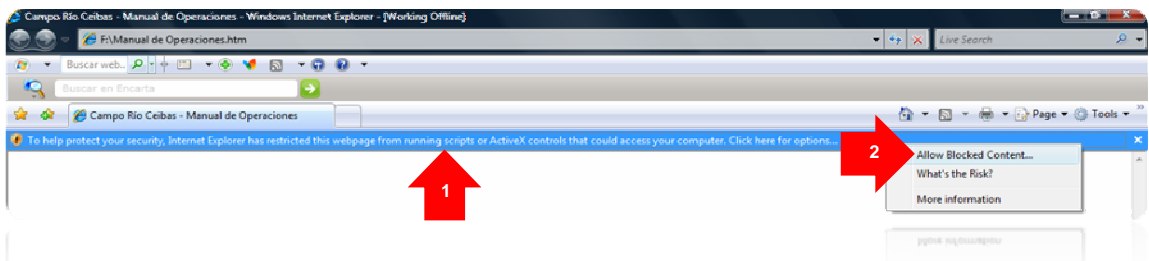 Campo Río Ceibas - Manual de Operaciones - Windows Internet Explorer - [Working Offline]
F:\Manual de Operaciones.htm
Live Search
Buscar web..
Buscar en Encarta
Campo Río Ceibas - Manual de Operaciones
Page
Tools
To help protect your security, Internet Explorer has restricted this webpage from running scripts or ActiveX controls that could access your computer. Click here for options...
1
2
Allow Blocked Content...
What's the Risk?
More information